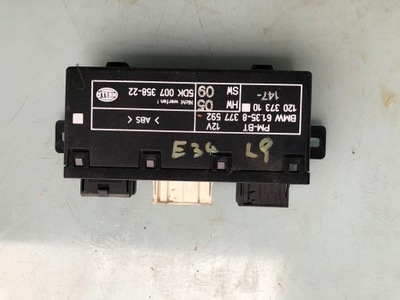 PM-BT 12V
BMW 61.35-8 377 592
120 373 10
HW 05
SW 09
147-
> ABS <
Nicht werfen !
5DK 007 358-22
HELLA
E34 L9